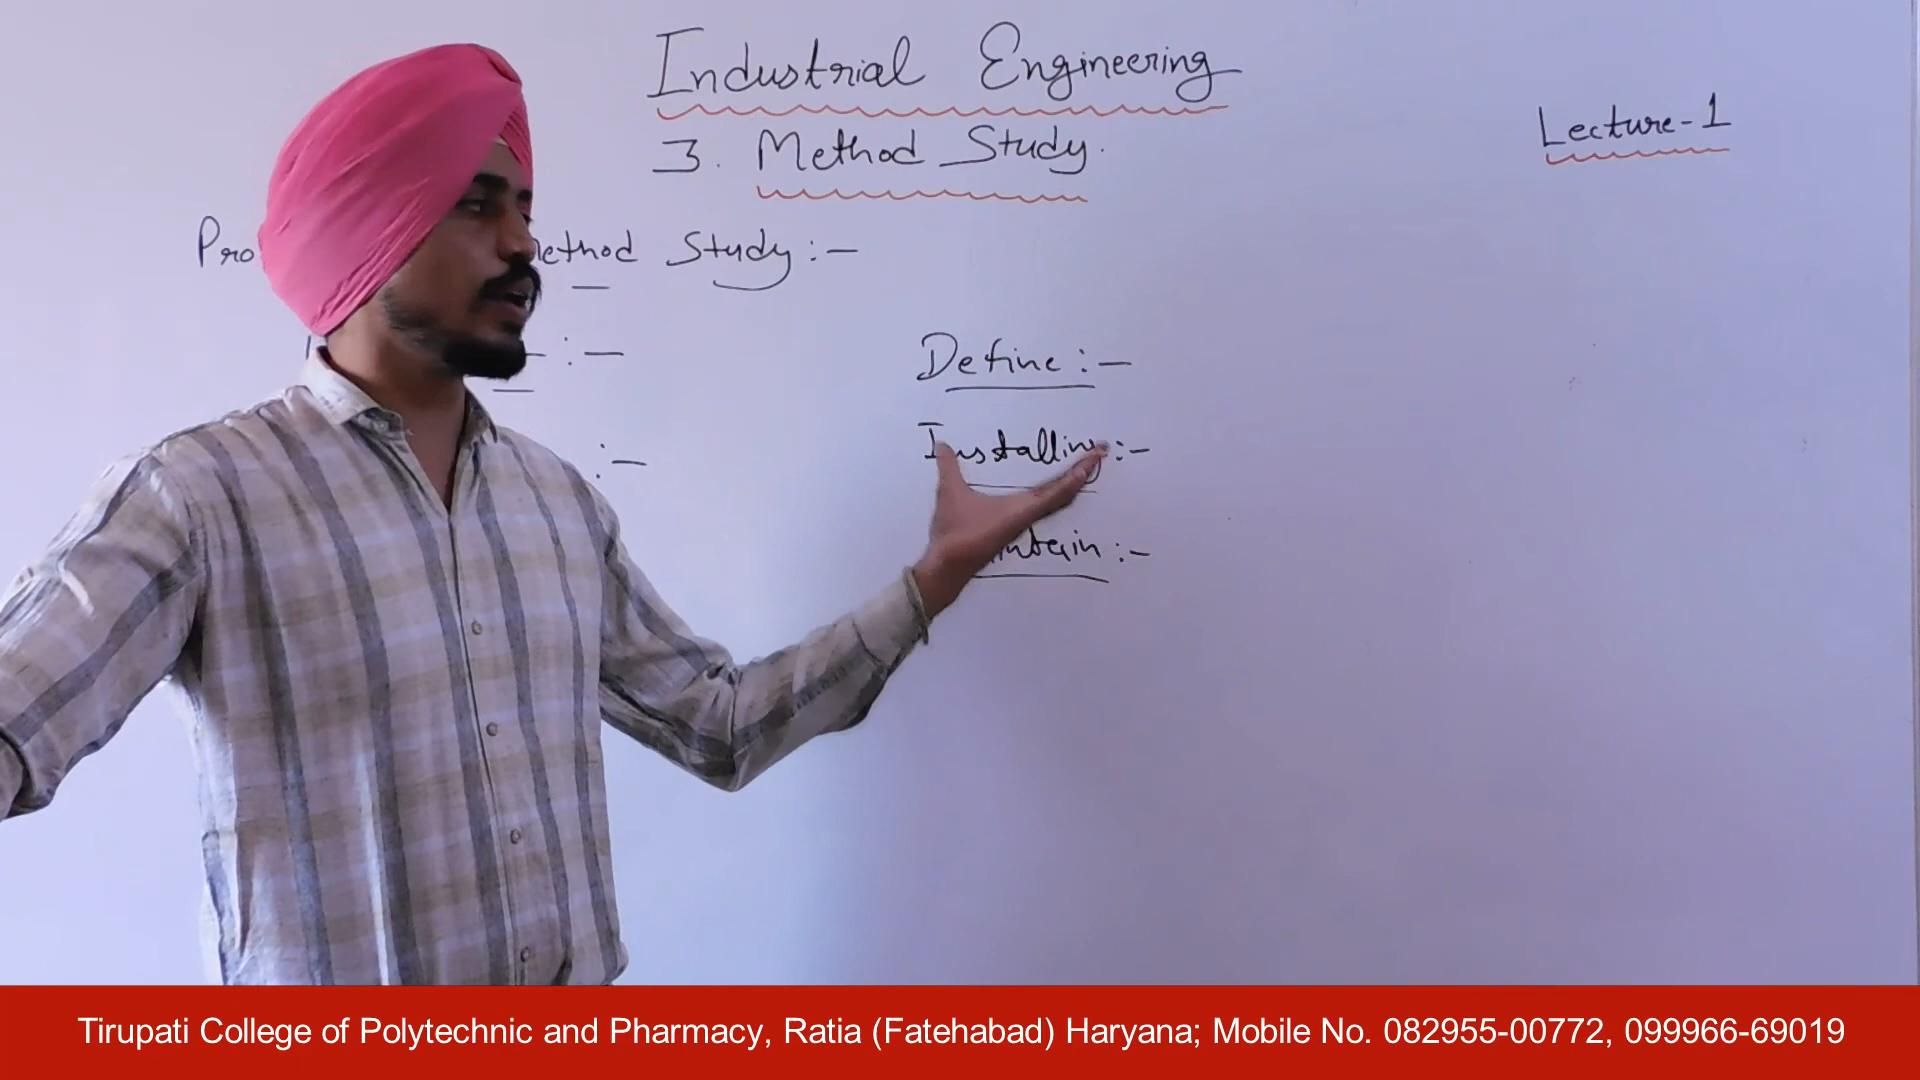 Industrial Engineering
3. Method Study.
Lecture-1
Study:-
Define:-
Installing:-
Tirupati College of Polytechnic and Pharmacy, Ratia (Fatehabad) Haryana; Mobile No. 082955-00772, 099966-69019